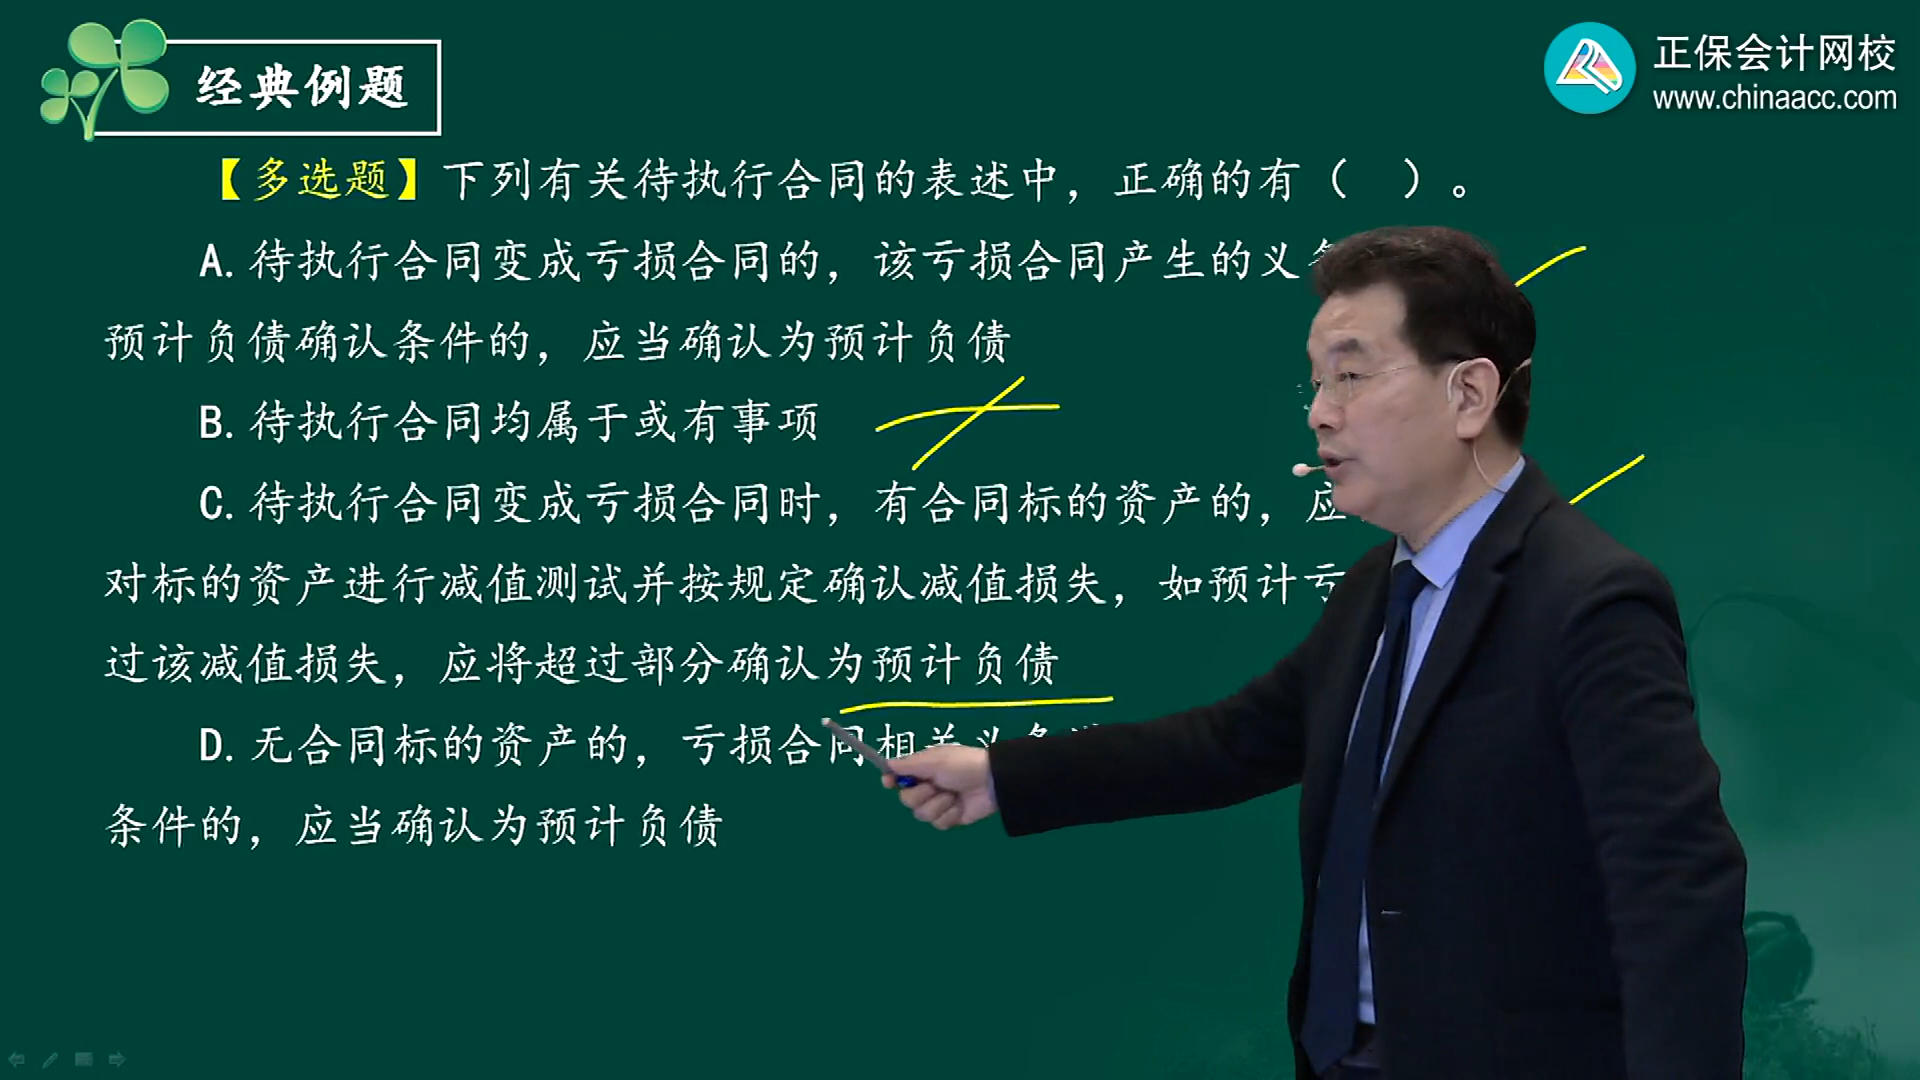 经典例题
正保会计网校
www.chinaacc.com
【多选题】下列有关待执行合同的表述中，正确的有（ ）。
A.待执行合同变成亏损合同的，该亏损合同产生的义
预计负债确认条件的，应当确认为预计负债
B.待执行合同均属于或有事项
C.待执行合同变成亏损合同时，有合同标的资产的，应
对标的资产进行减值测试并按规定确认减值损失，如预计亏
过该减值损失，应将超过部分确认为预计负债
D.无合同标的资产的，亏损合同相关义
条件的，应当确认为预计负债